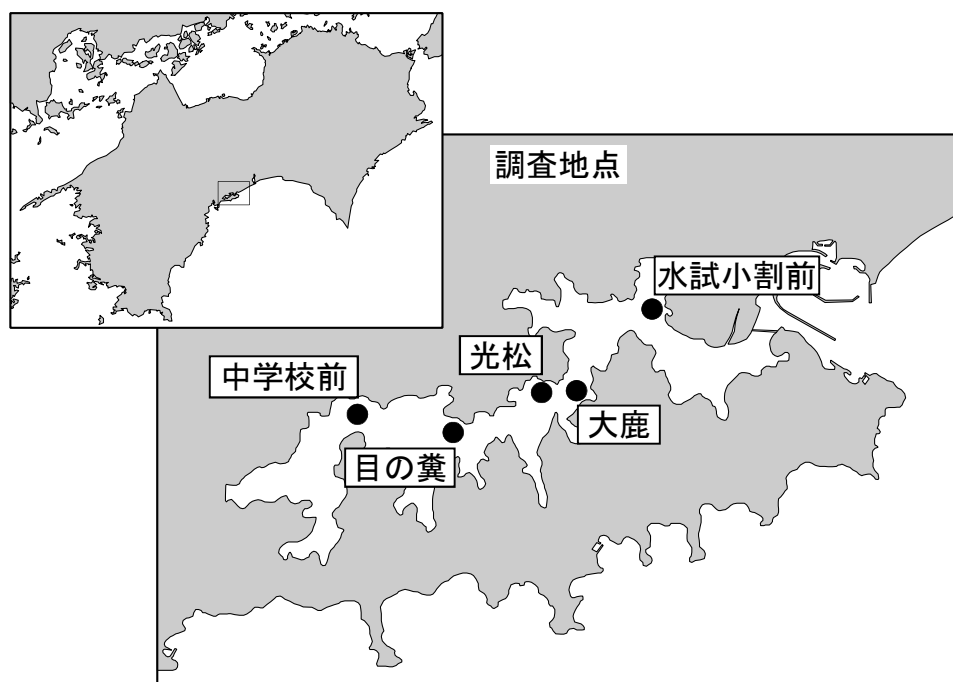 調査地点
水試小割前
光松
中学校前
大鹿
目の糞